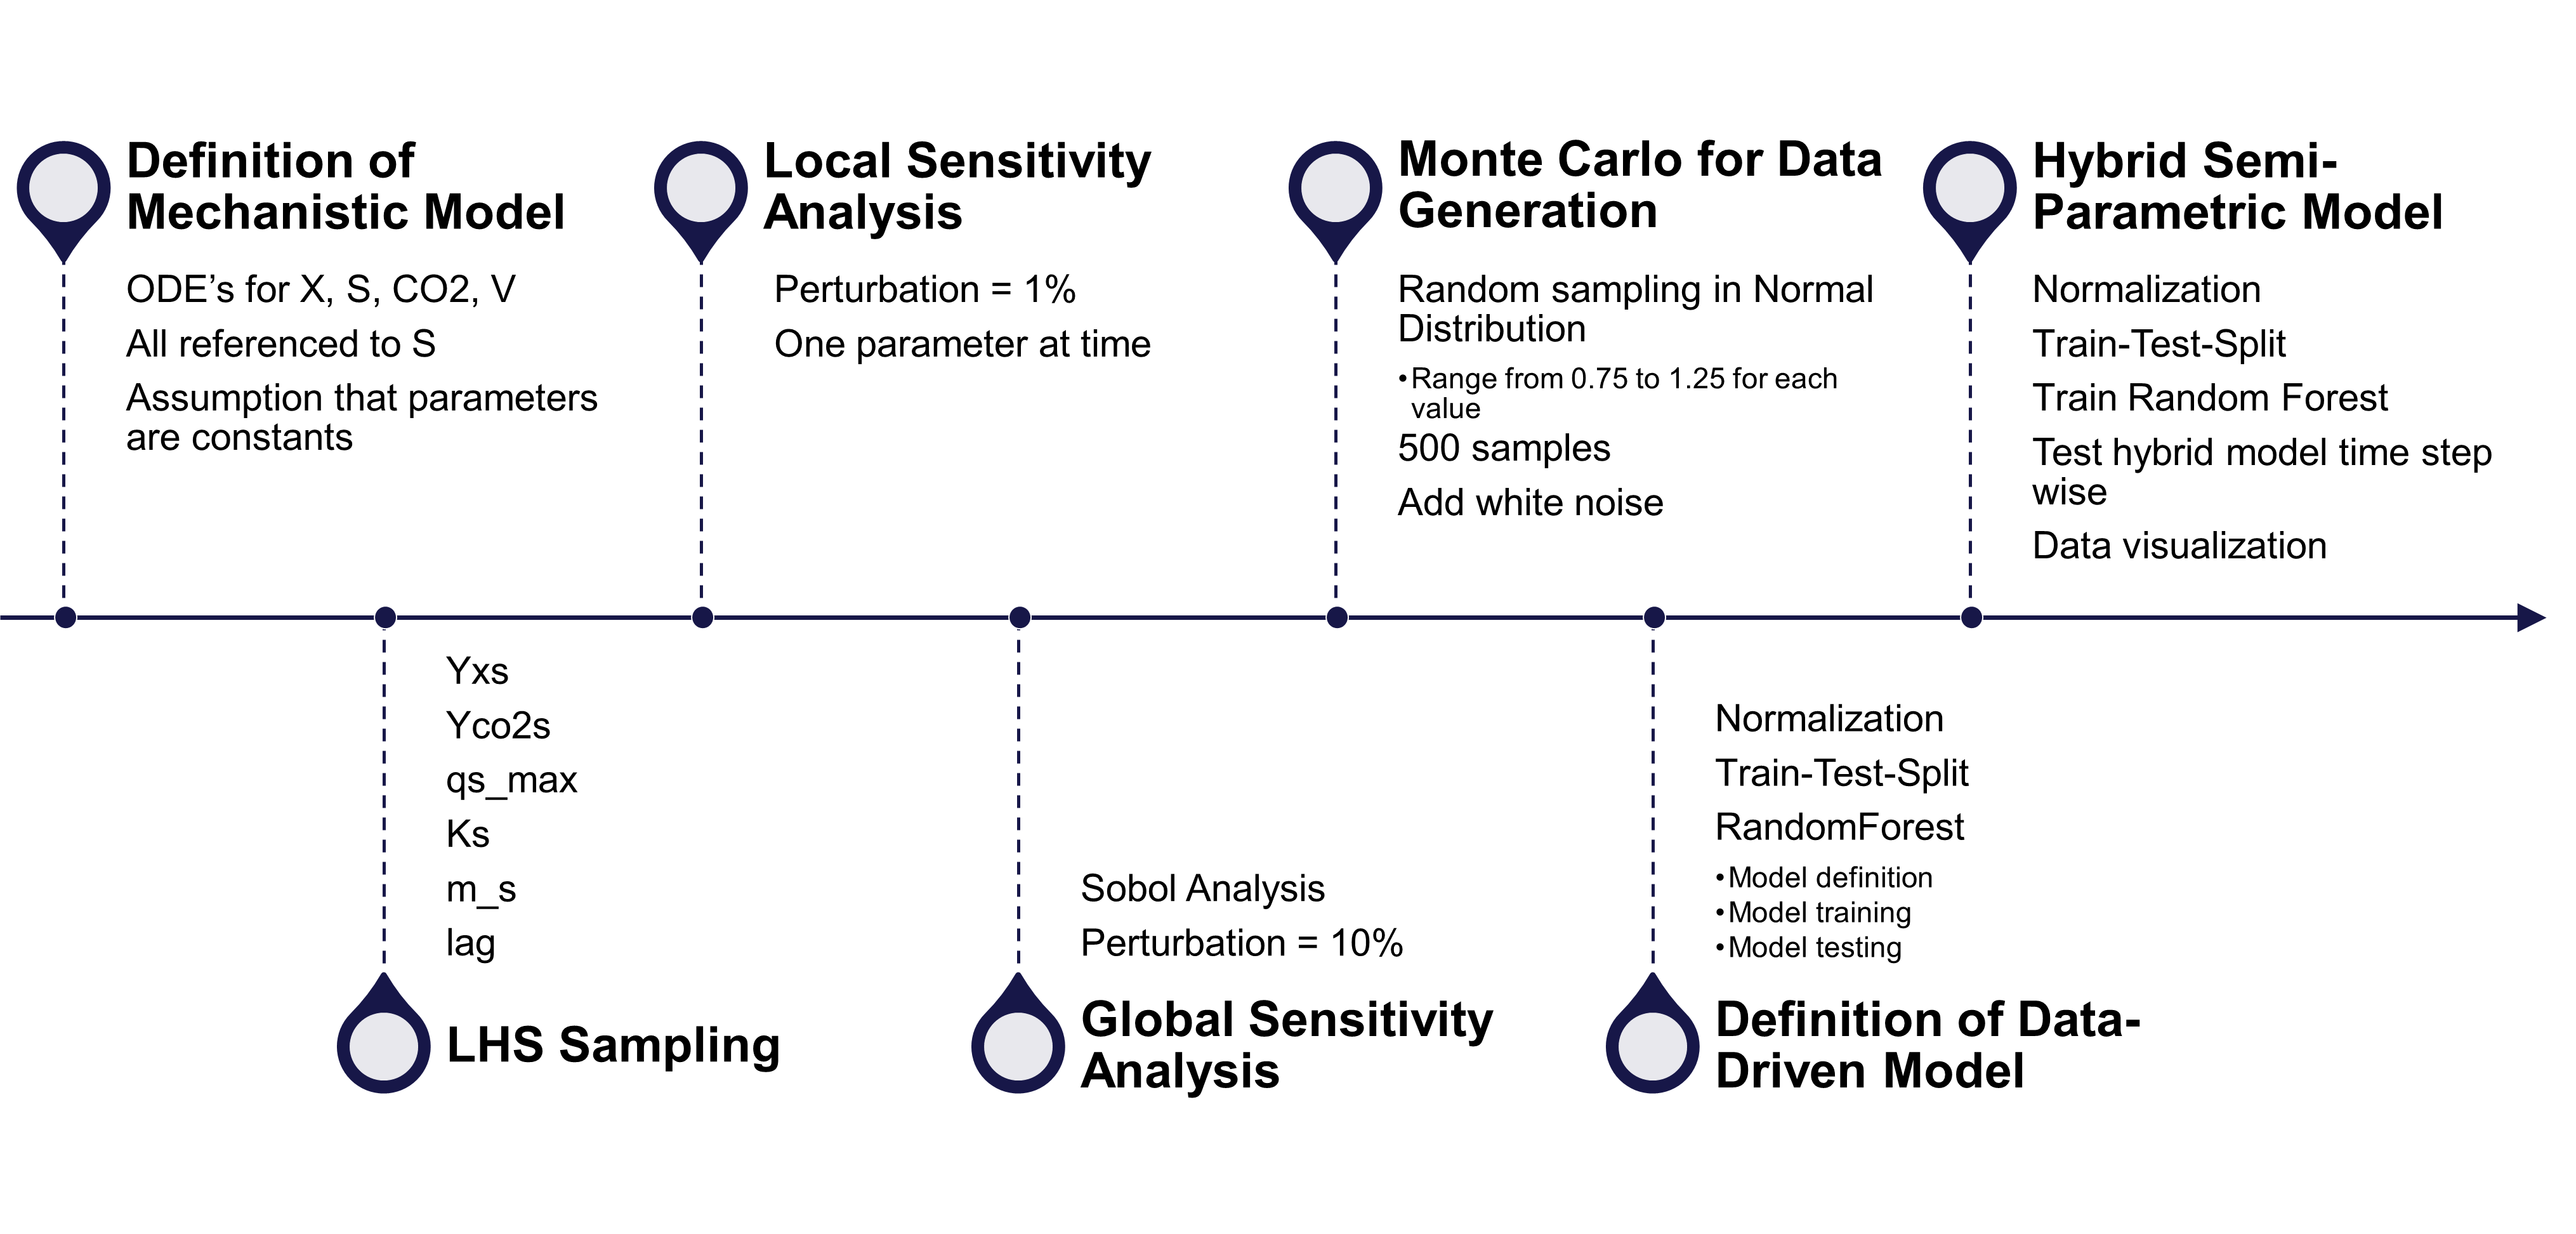 Definition of
Mechanistic Model
ODE’s for X, S, CO2, V
All referenced to S
Assumption that parameters
are constants
Yxs
Yco2s
qs_max
Ks
m_s
lag
LHS Sampling
Local Sensitivity
Analysis
Perturbation = 1%
One parameter at time
Sobol Analysis
Perturbation = 10%
Global Sensitivity
Analysis
Monte Carlo for Data
Generation
Random sampling in Normal
Distribution
•Range from 0.75 to 1.25 for each
value
500 samples
Add white noise
Normalization
Train-Test-Split
RandomForest
•Model definition
•Model training
•Model testing
Definition of Data-
Driven Model
Hybrid Semi-
Parametric Model
Normalization
Train-Test-Split
Train Random Forest
Test hybrid model time step
wise
Data visualization